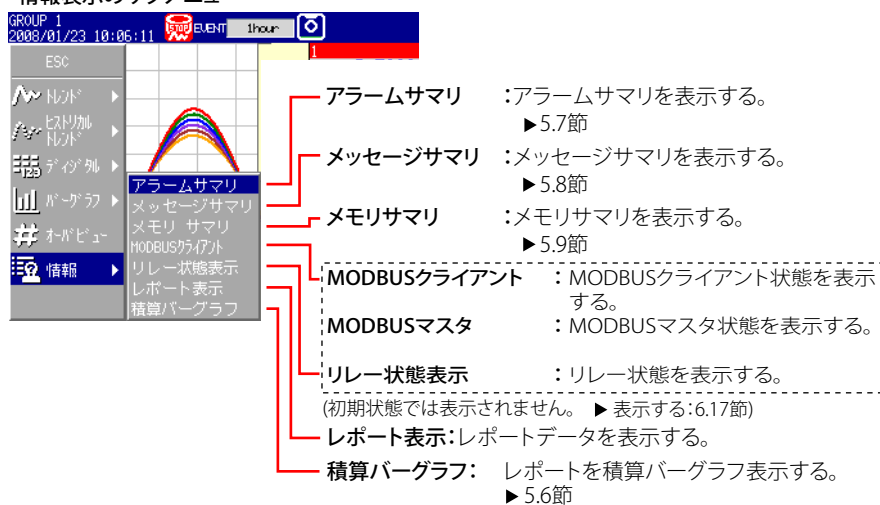 情報表示のサブメニュー
GROUP 1
2008/01/23 10:06:11 STOP EVENT 1hour
1
ESC
トレンド
ヒストリカル
トレンド
ディジタル
バーグラフ
オーバビュー
情報
アラームサマリ
メッセージサマリ
メモリ サマリ
MODBUSクライアント
リレー状態表示
レポート表示
積算バーグラフ
アラームサマリ :アラームサマリを表示する。
▶5.7節
メッセージサマリ :メッセージサマリを表示する。
▶5.8節
メモリサマリ :メモリサマリを表示する。
▶5.9節
MODBUSクライアント :MODBUSクライアント状態を表示
する。
MODBUSマスタ :MODBUSマスタ状態を表示する。
リレー状態表示 :リレー状態を表示する。
(初期状態では表示されません。 ▶ 表示する:6.17節)
レポート表示:レポートデータを表示する。
積算バーグラフ: レポートを積算バーグラフ表示する。
▶ 5.6節